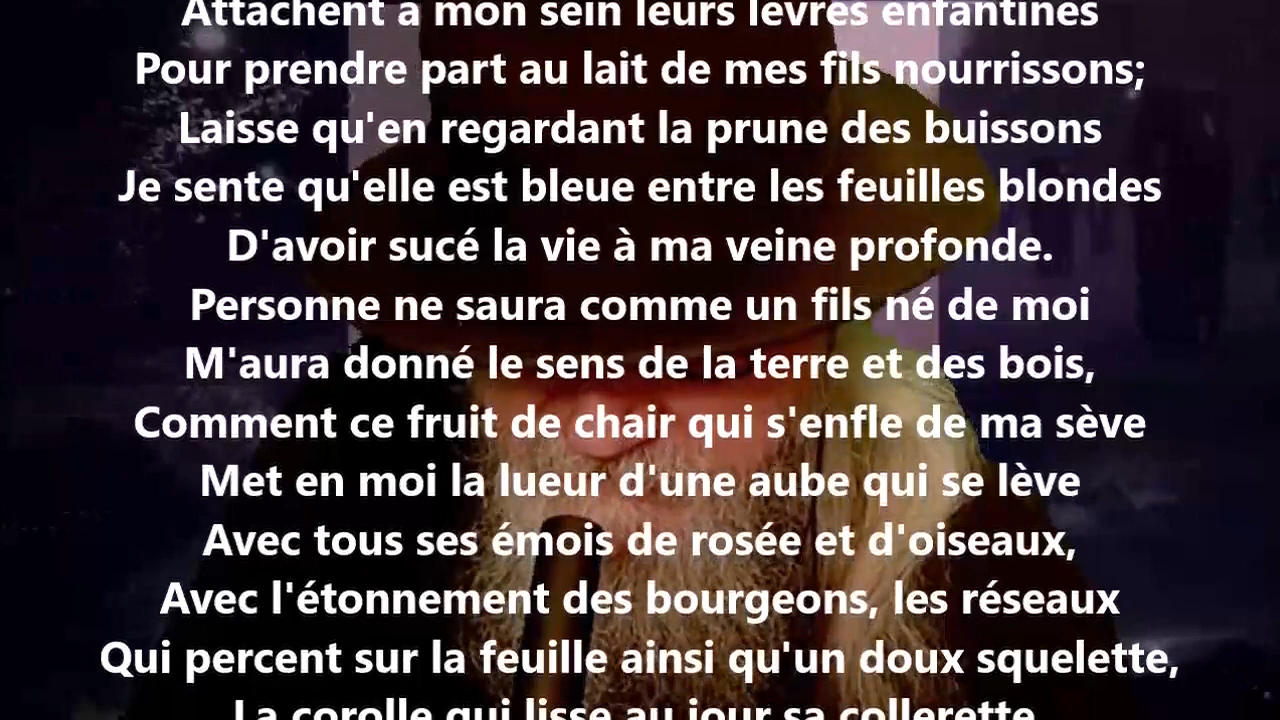 Attachent à mon sein leurs lèvres enfantines
Pour prendre part au lait de mes fils nourrissons;
Laisse qu'en regardant la prune des buissons
Je sente qu'elle est bleue entre les feuilles blondes
D'avoir sucé la vie à ma veine profonde.
Personne ne saura comme un fils né de moi
M'aura donné le sens de la terre et des bois,
Comment ce fruit de chair qui s'enfle de ma sève
Met en moi la lueur d'une aube qui se lève
Avec tous ses émois de rosée et d'oiseaux,
Avec l'étonnement des bourgeons, les réseaux
Qui percent sur la feuille ainsi qu'un doux squelette,
La corolle qui lisse au jour sa collerette